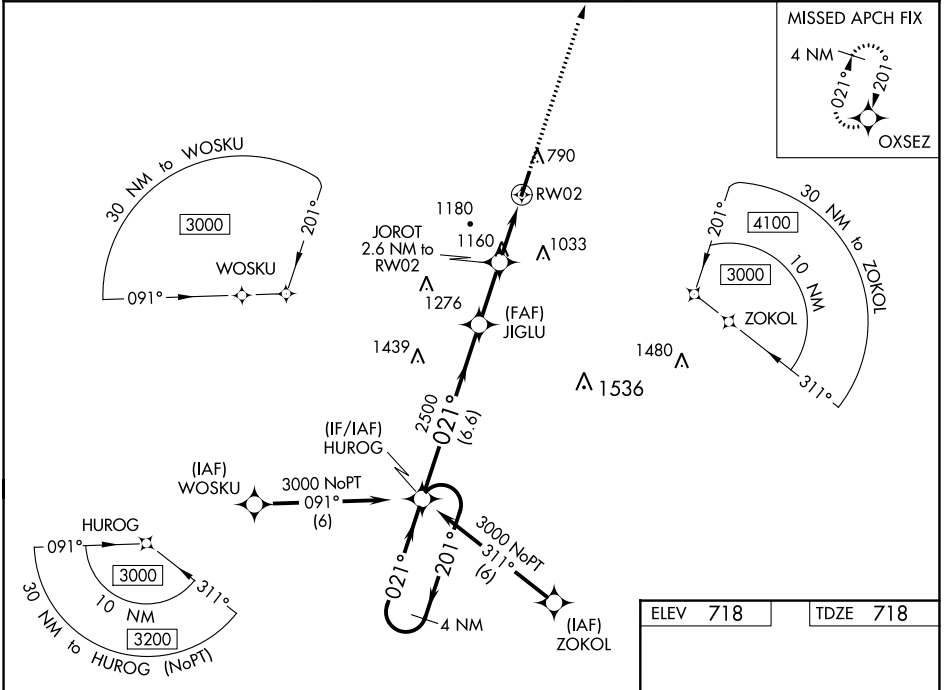 MISSED APCH FIX
4 NM
021°
201°
OXSEZ
30 NM to WOSKU
3000
201°
WOSKU
091°
790
RW02
1180
JOROT
2.6 NM to
RW02
1160
1033
1276
(FAF)
JIGLU
1439
30 NM to ZOKOL
4100
201°
3000
10 NM
ZOKOL
311°
1480
1536
2500
021°
(6.6)
(IF/IAF)
HUROG
(IAF)
WOSKU
3000 NoPT
091°
(6)
3000 NoPT
311°
(6)
021°
201°
4 NM
(IAF)
ZOKOL
HUROG
091°
3000
311°
10 NM
3200
30 NM to HUROG (NoPT)
ELEV 718
TDZE 718